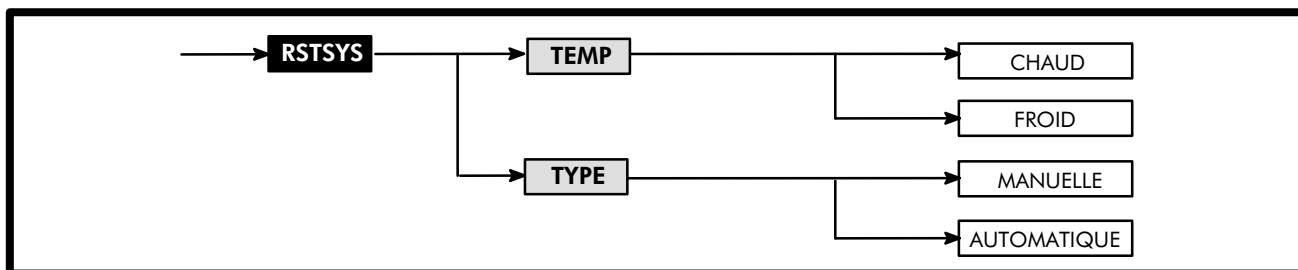 RSTSYS
TEMP
CHAUD
FROID
TYPE
MANUELLE
AUTOMATIQUE